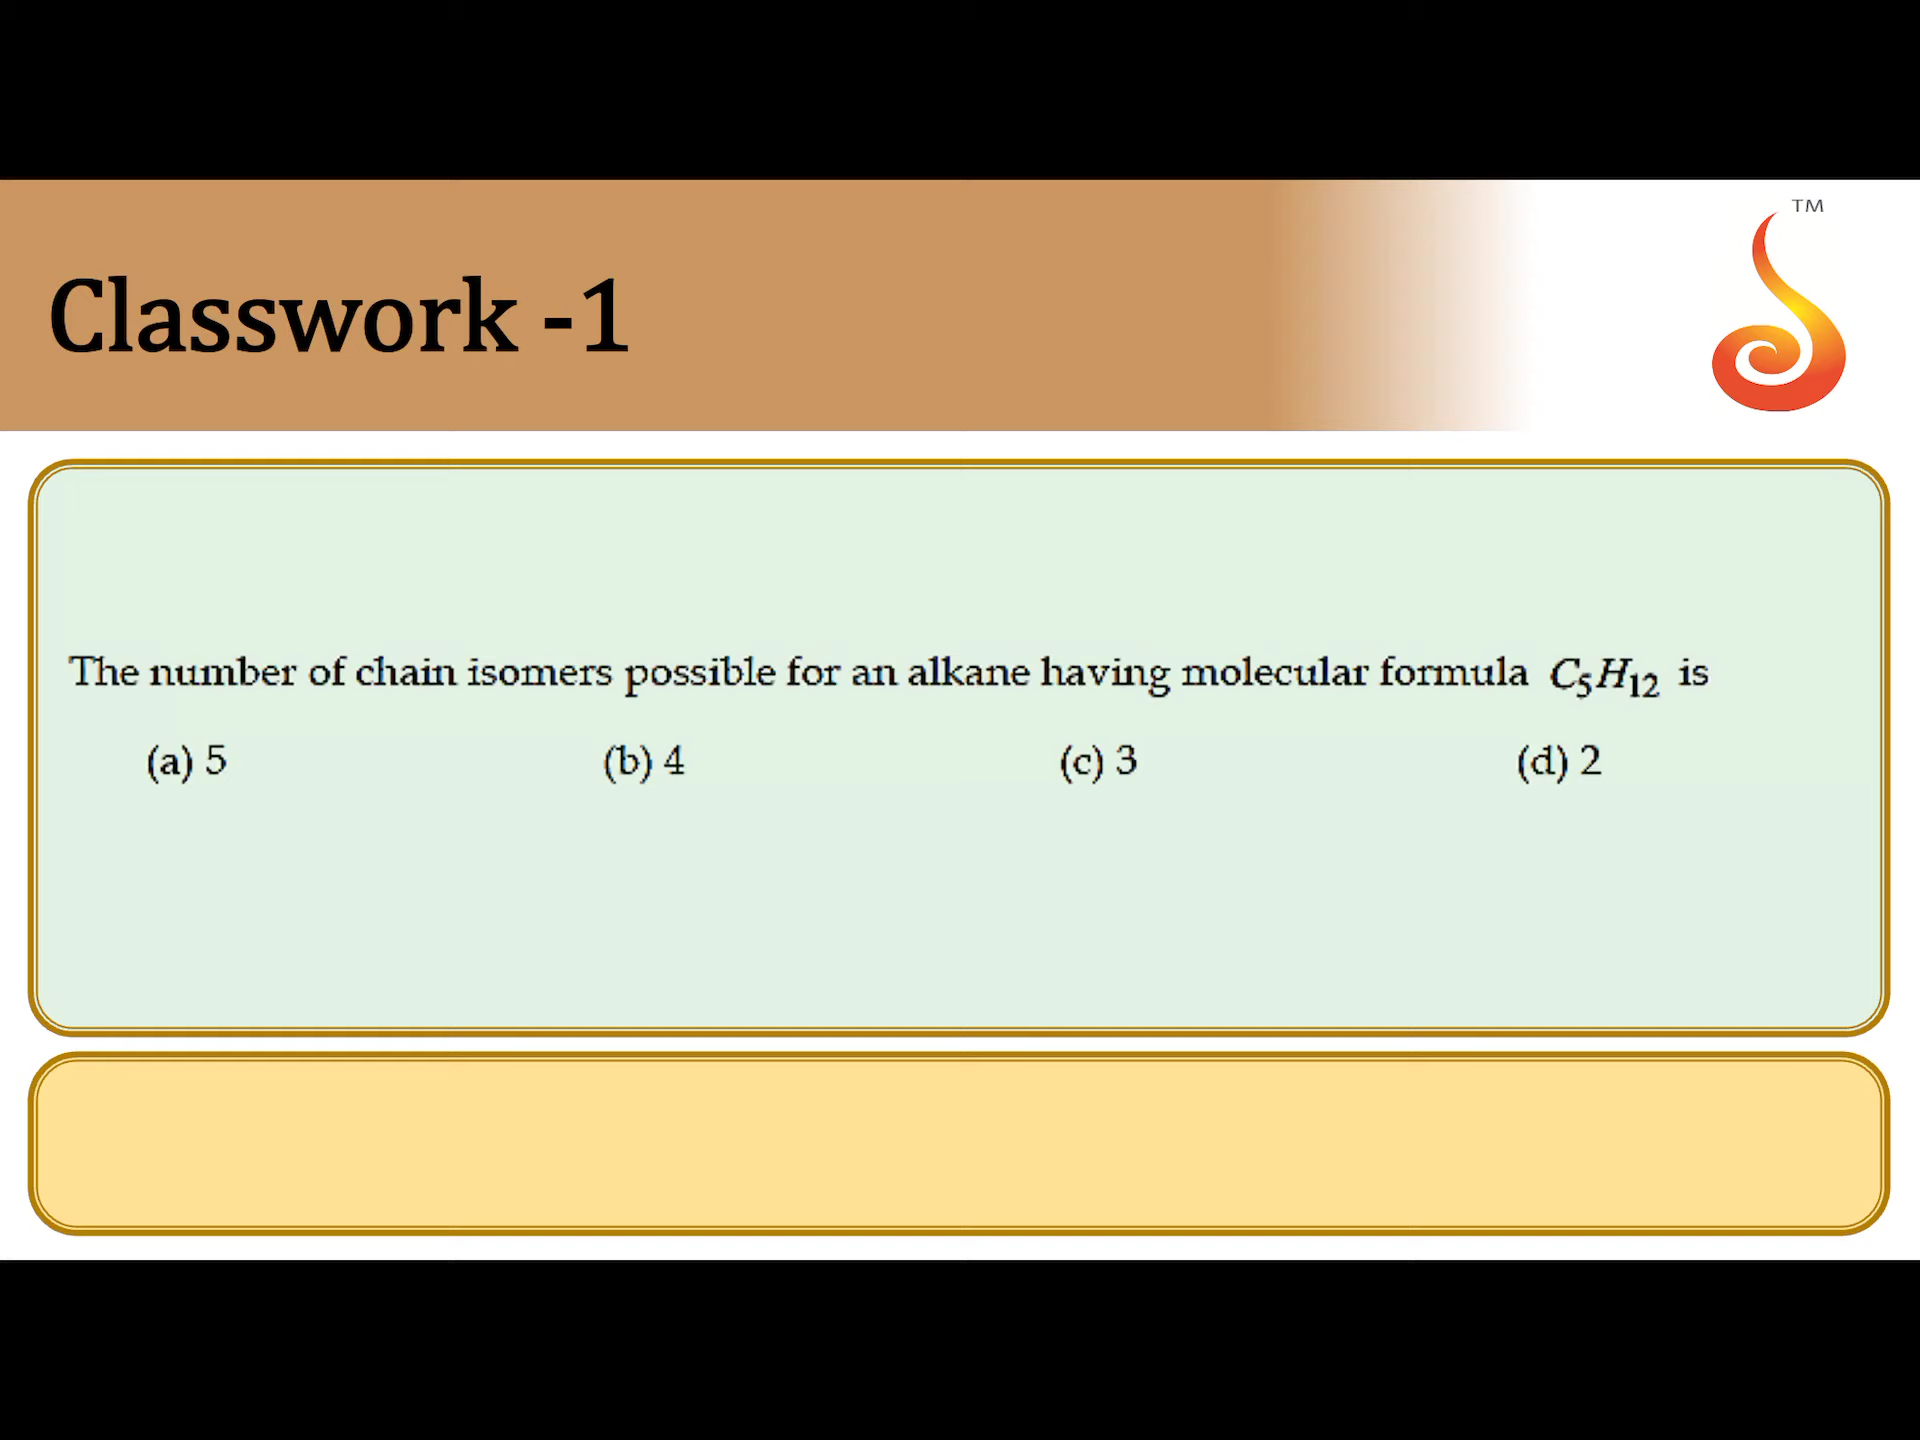 TM
Classwork -1
The number of chain isomers possible for an alkane having molecular formula C₅H₁₂ is
(a) 5 (b) 4 (c) 3 (d) 2